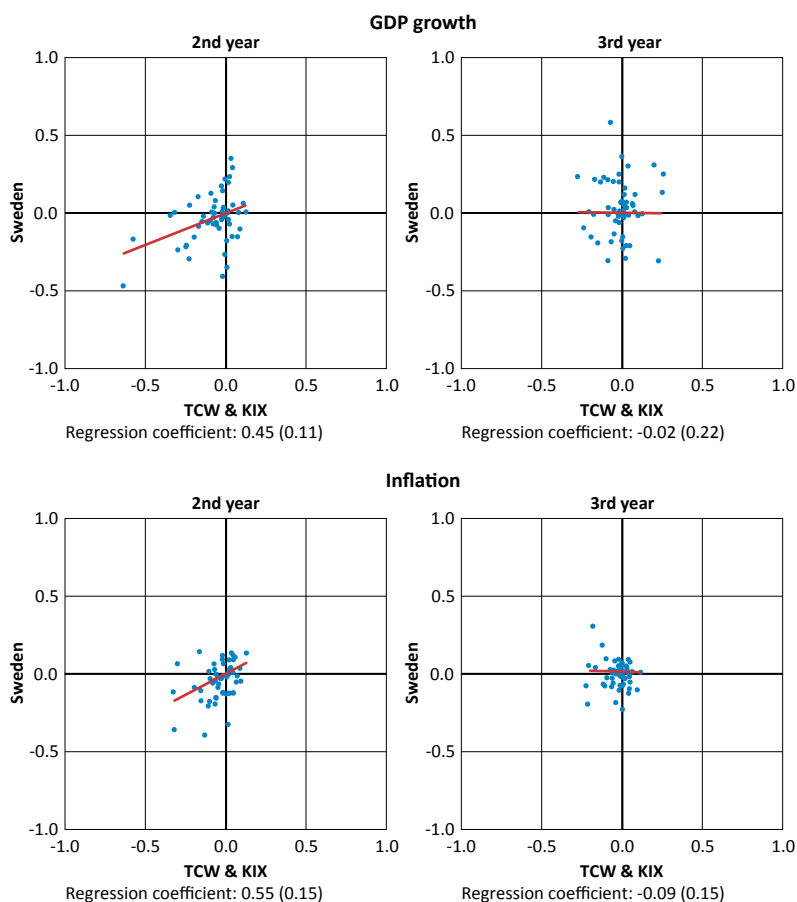 GDP growth
2nd year
3rd year
1.0
0.5
0.0
-0.5
-1.0
Sweden
-1.0
-0.5
0.0
0.5
1.0
TCW & KIX
Regression coefficient: 0.45 (0.11)
1.0
0.5
0.0
-0.5
-1.0
Sweden
-1.0
-0.5
0.0
0.5
1.0
TCW & KIX
Regression coefficient: -0.02 (0.22)
Inflation
2nd year
3rd year
1.0
0.5
0.0
-0.5
-1.0
Sweden
-1.0
-0.5
0.0
0.5
1.0
TCW & KIX
Regression coefficient: 0.55 (0.15)
1.0
0.5
0.0
-0.5
-1.0
Sweden
-1.0
-0.5
0.0
0.5
1.0
TCW & KIX
Regression coefficient: -0.09 (0.15)